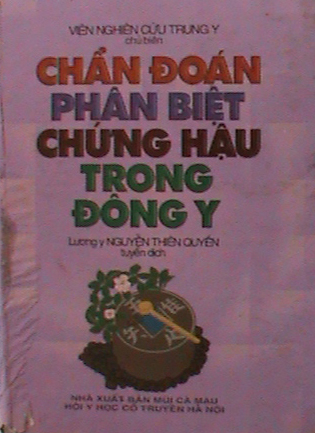 VIỆN NGHIÊN CỨU TRUNG Y
chủ biên
CHẨN ĐOÁN
PHÂN BIỆT
CHỨNG HẬU
TRONG
ĐÔNG Y
Lương y NGUYỄN THIÊN QUYẾN
tuyển dịch
NHÀ XUẤT BẢN MŨI CÀ MAU
HỘI Y HỌC CỔ TRUYỀN HÀ NỘI